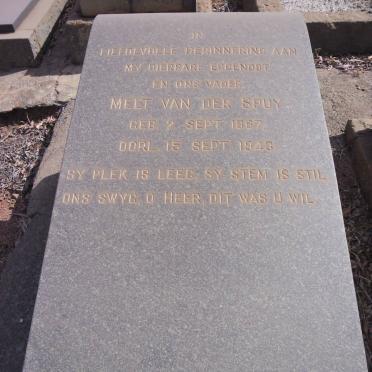 IN
LIEFDEVOLLE HERINNERING AAN
MY DIERBARE EGGENOOT
EN ONS VADER
MELT VAN DER SPUY
GEB. 2 SEPT. 1867
OORL. 15 SEPT. 1943
SY PLEK IS LEEG, SY STEM IS STIL
ONS SWYG, O HEER, DIT WAS U WIL.